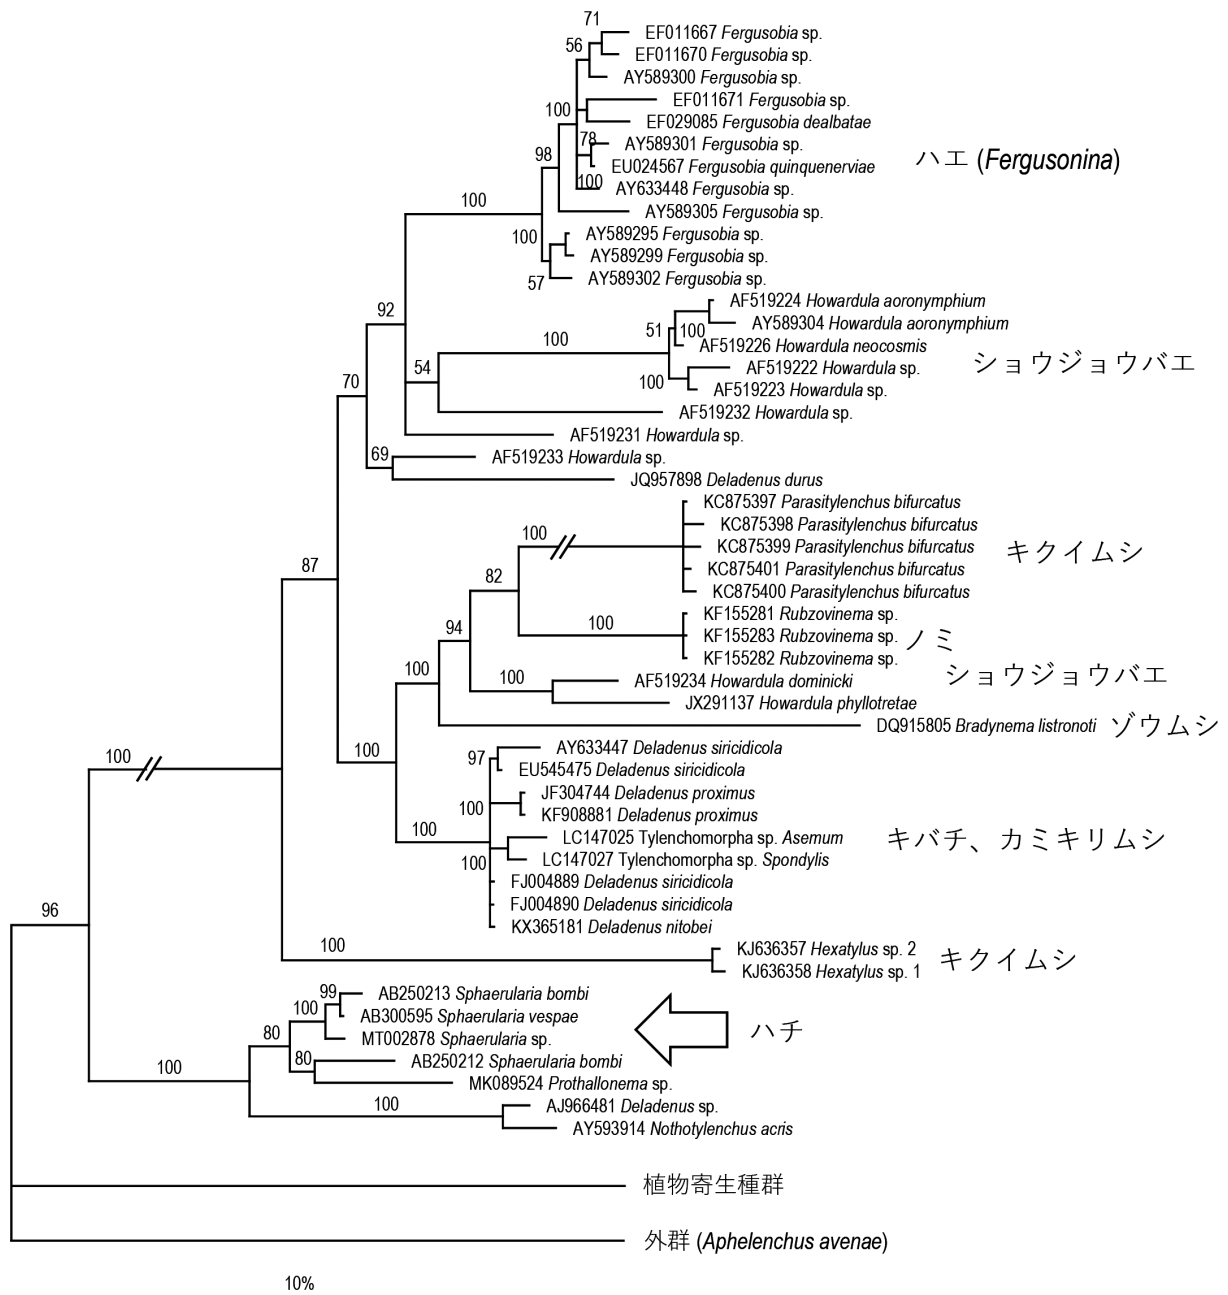 71
EF011667 Fergusobia sp.
56
EF011670 Fergusobia sp.
AY589300 Fergusobia sp.
EF011671 Fergusobia sp.
100
EF029085 Fergusobia dealbatae
78
AY589301 Fergusobia sp.
98
EU024567 Fergusobia quinquenerviae
ハエ (Fergusonina)
100
AY633448 Fergusobia sp.
100
AY589305 Fergusobia sp.
100
AY589295 Fergusobia sp.
AY589299 Fergusobia sp.
57
AY589302 Fergusobia sp.
92
AF519224 Howardula aoronymphium
51
100
AY589304 Howardula aoronymphium
100
AF519226 Howardula neocosmis
ショウジョウバエ
54
AF519222 Howardula sp.
70
100
AF519223 Howardula sp.
AF519232 Howardula sp.
AF519231 Howardula sp.
69
AF519233 Howardula sp.
JQ957898 Deladenus durus
KC875397 Parasitylenchus bifurcatus
KC875398 Parasitylenchus bifurcatus
100
KC875399 Parasitylenchus bifurcatus
キクイムシ
87
KC875401 Parasitylenchus bifurcatus
82
KC875400 Parasitylenchus bifurcatus
KF155281 Rubzovinema sp.
94
100
KF155283 Rubzovinema sp.
ノミ
KF155282 Rubzovinema sp.
100
100
AF519234 Howardula dominicki
ショウジョウバエ
JX291137 Howardula phyllotretae
DQ915805 Bradynema listronoti
ゾウムシ
100
100
97
AY633447 Deladenus siricidicola
EU545475 Deladenus siricidicola
JF304744 Deladenus proximus
100
KF908881 Deladenus proximus
100
LC147025 Tylenchomorpha sp. Asemum
キバチ、カミキリムシ
100
LC147027 Tylenchomorpha sp. Spondylis
FJ004889 Deladenus siricidicola
96
FJ004890 Deladenus siricidicola
KX365181 Deladenus nitobei
100
KJ636357 Hexatylus sp. 2
キクイムシ
KJ636358 Hexatylus sp. 1
99
AB250213 Sphaerularia bombi
100
AB300595 Sphaerularia vespae
80
MT002878 Sphaerularia sp.
ハチ
80
AB250212 Sphaerularia bombi
100
MK089524 Prothallonema sp.
100
AJ966481 Deladenus sp.
AY593914 Nothotylenchus acris
植物寄生種群
外群 (Aphelenchus avenae)
10%